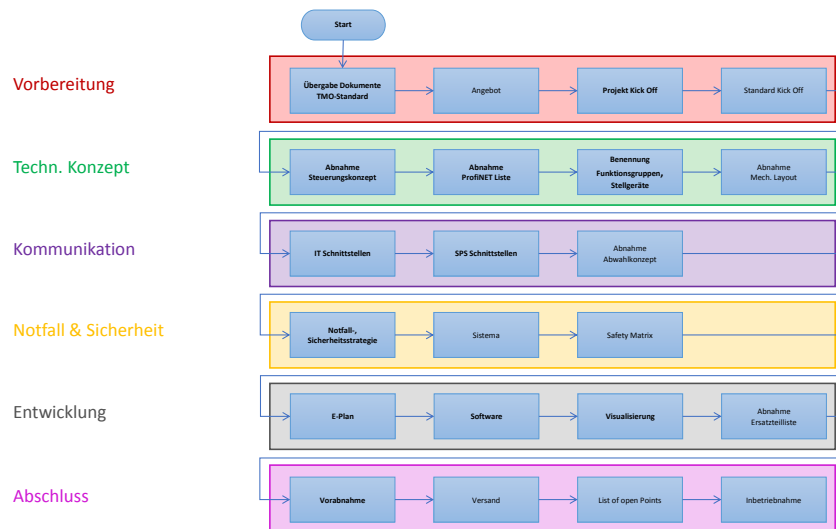 Start
Vorbereitung
Übergabe Dokumente
TMO-Standard
Angebot
Projekt Kick Off
Standard Kick Off
Techn. Konzept
Abnahme
Steuerungskonzept
Abnahme
ProfiNET Liste
Benennung
Funktionsgruppen,
Stellgeräte
Abnahme
Mech. Layout
Kommunikation
IT Schnittstellen
SPS Schnittstellen
Abnahme
Abwahlkonzept
Notfall & Sicherheit
Notfall-,
Sicherheitsstrategie
Sistema
Safety Matrix
Entwicklung
E-Plan
Software
Visualisierung
Abnahme
Ersatzteilliste
Abschluss
Vorabnahme
Versand
List of open Points
Inbetriebnahme